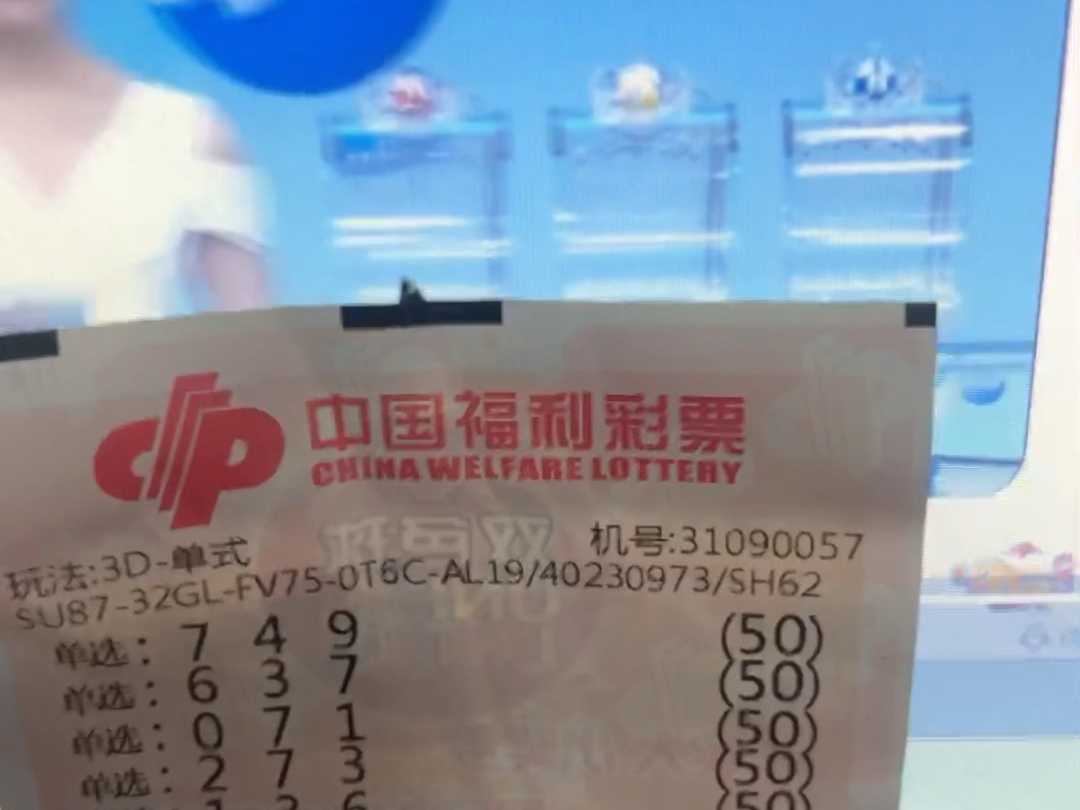 中国福利彩票
CHINA WELFARE LOTTERY
机号:31090057
玩法:3D-单式
SU87-32GL-FV75-0T6C-AL19/40230973/SH62
单选: 7 4 9 (50)
单选: 6 3 7 (50)
单选: 0 7 1 (50)
单选: 2 7 3 (50)